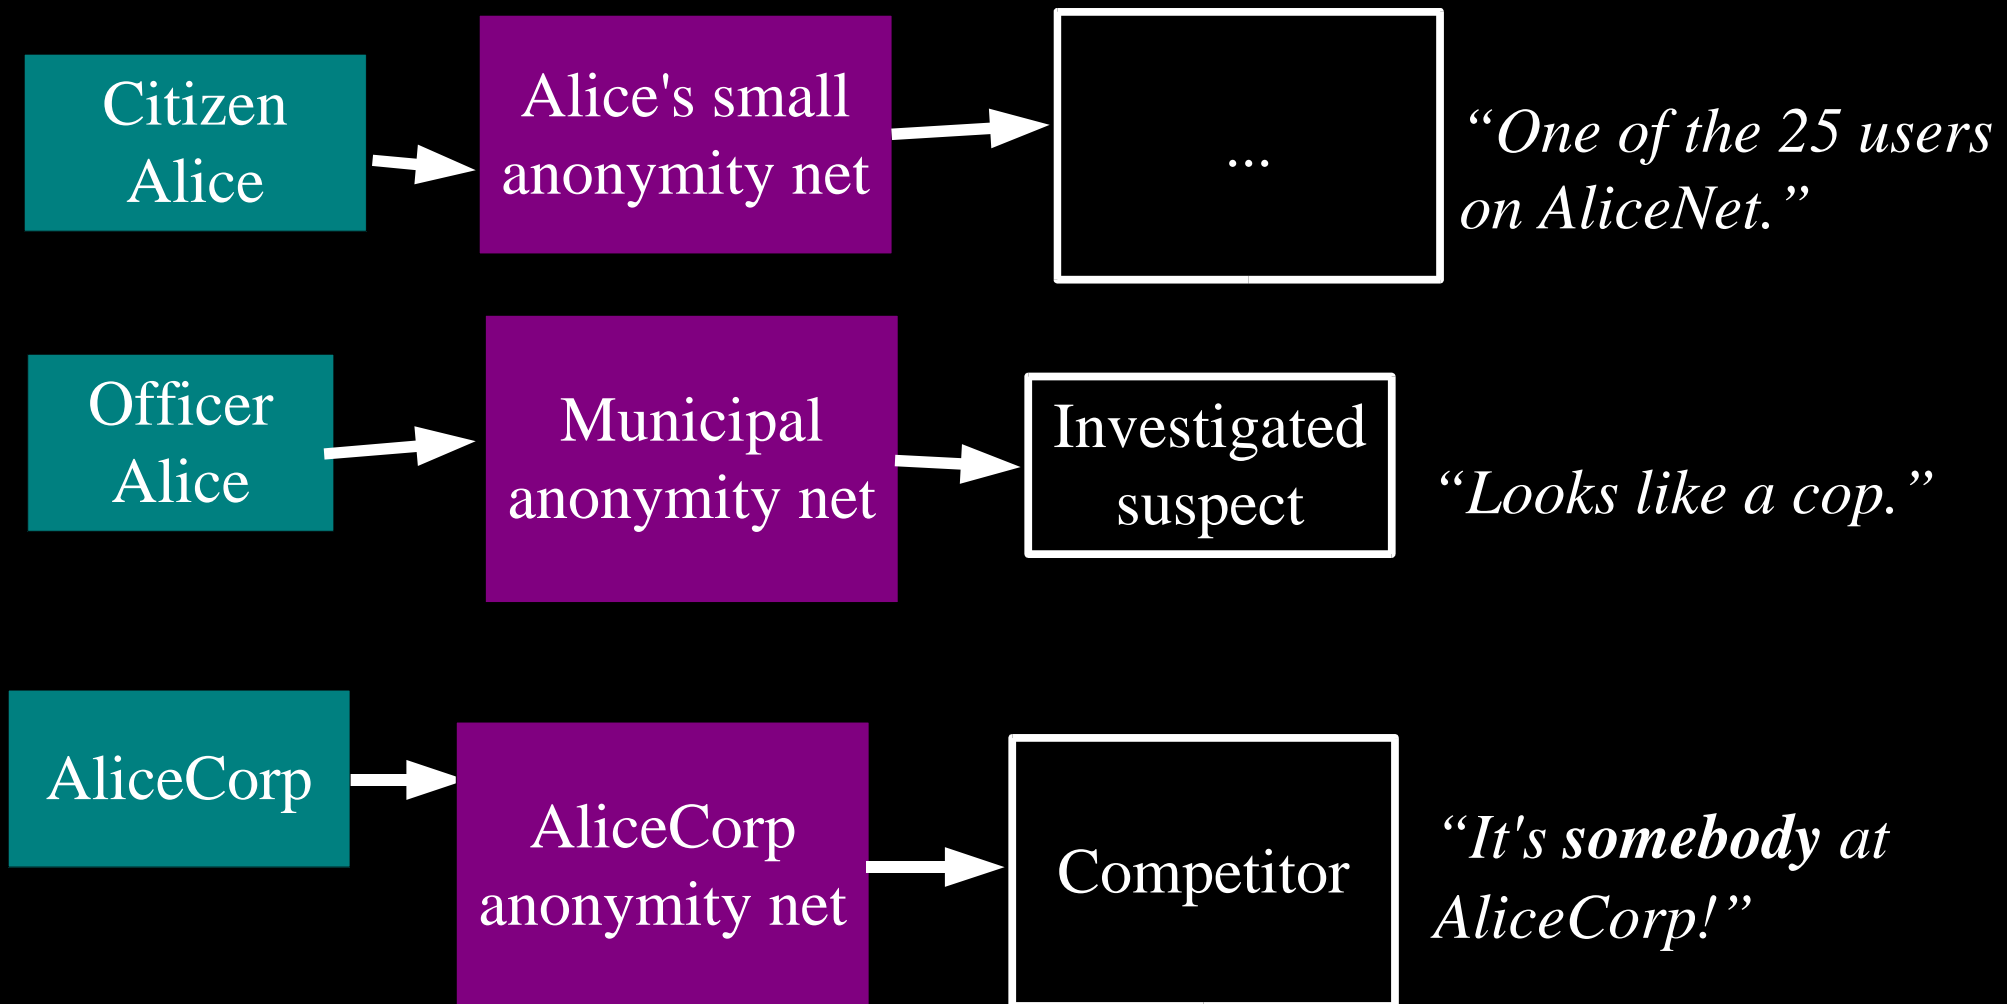 Citizen
Alice
Alice's small
anonymity net
...
“One of the 25 users
on AliceNet.”
Officer
Alice
Municipal
anonymity net
Investigated
suspect
“Looks like a cop.”
AliceCorp
AliceCorp
anonymity net
Competitor
“It's somebody at
AliceCorp!”